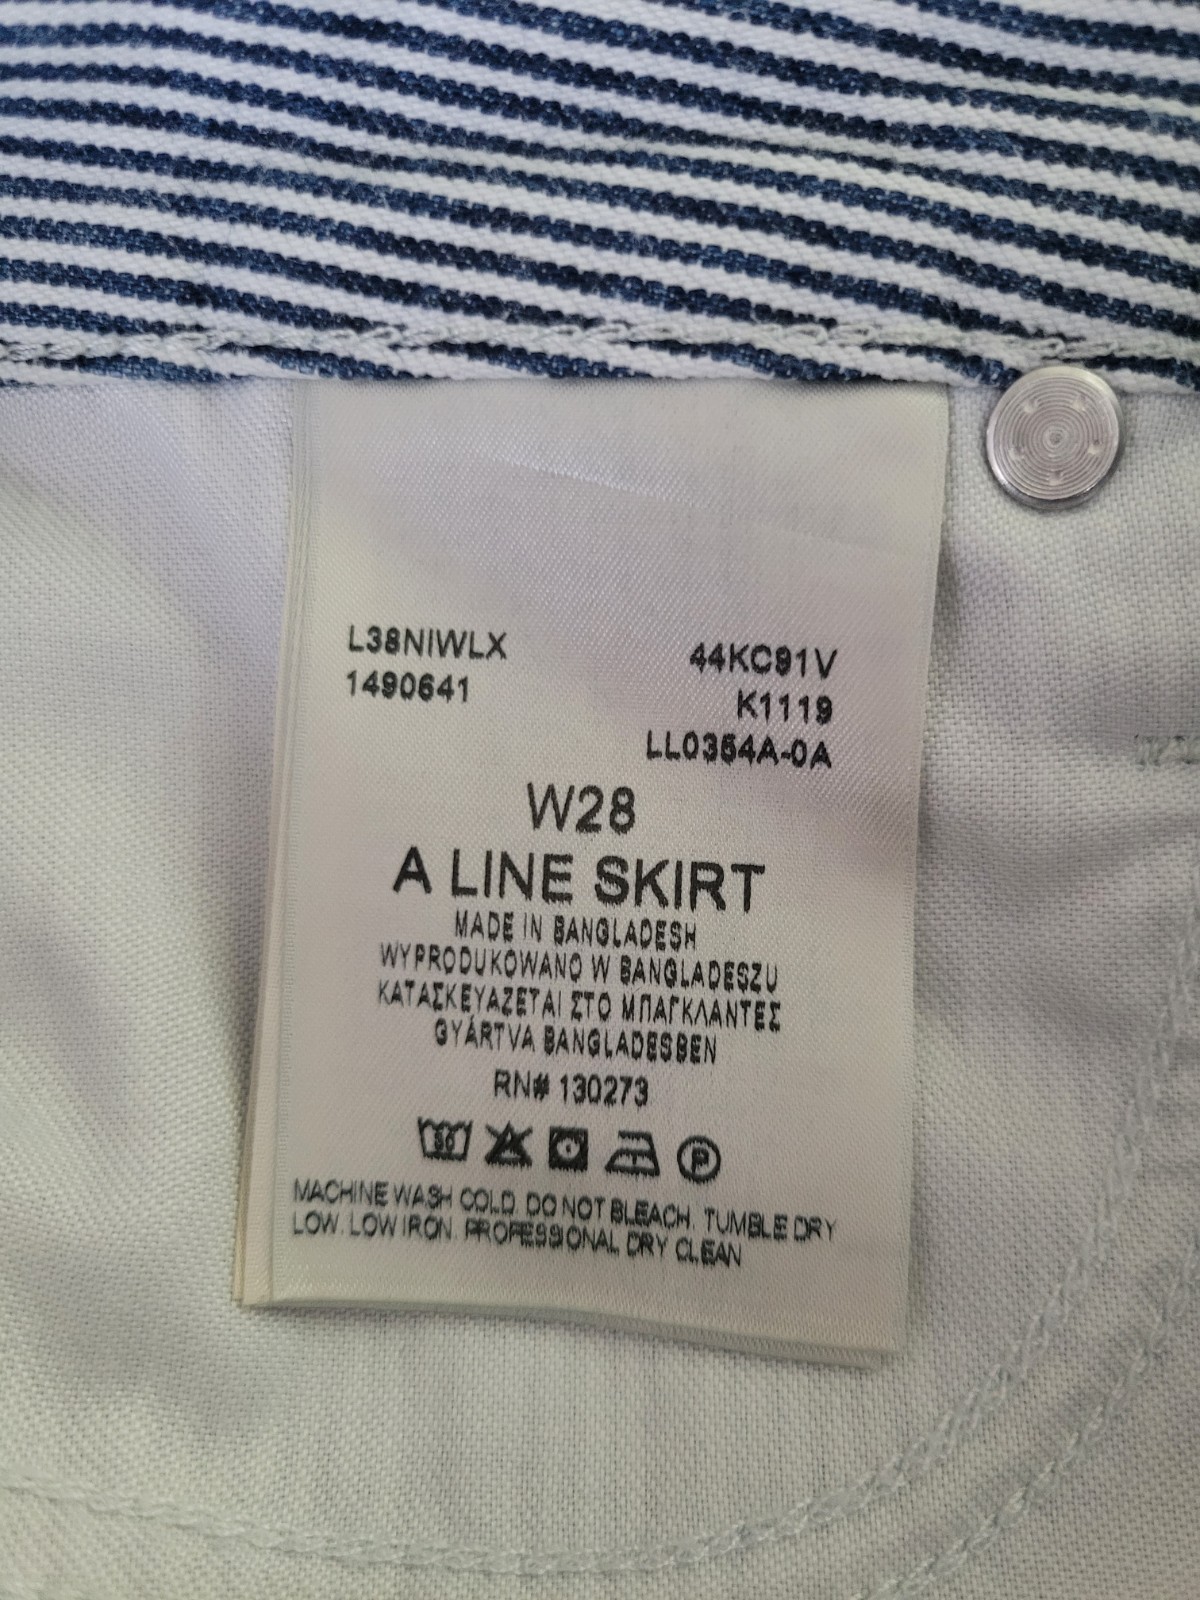 L38NIWLX
1490641
44KC91V
K1119
LL0354A-0A
W28
A LINE SKIRT
MADE IN BANGLADESH
WYPRODUKOWANO W BANGLADESZU
ΚΑΤΑΣΚΕΥΑΖΕΤΑΙ ΣΤΟ ΜΠΑΓΚΛΑΝΤΕΣ
GYÁRTVA BANGLADESBEN
RN# 130273
30 P
MACHINE WASH COLD. DO NOT BLEACH. TUMBLE DRY
LOW. LOW IRON. PROFESSIONAL DRY CLEAN